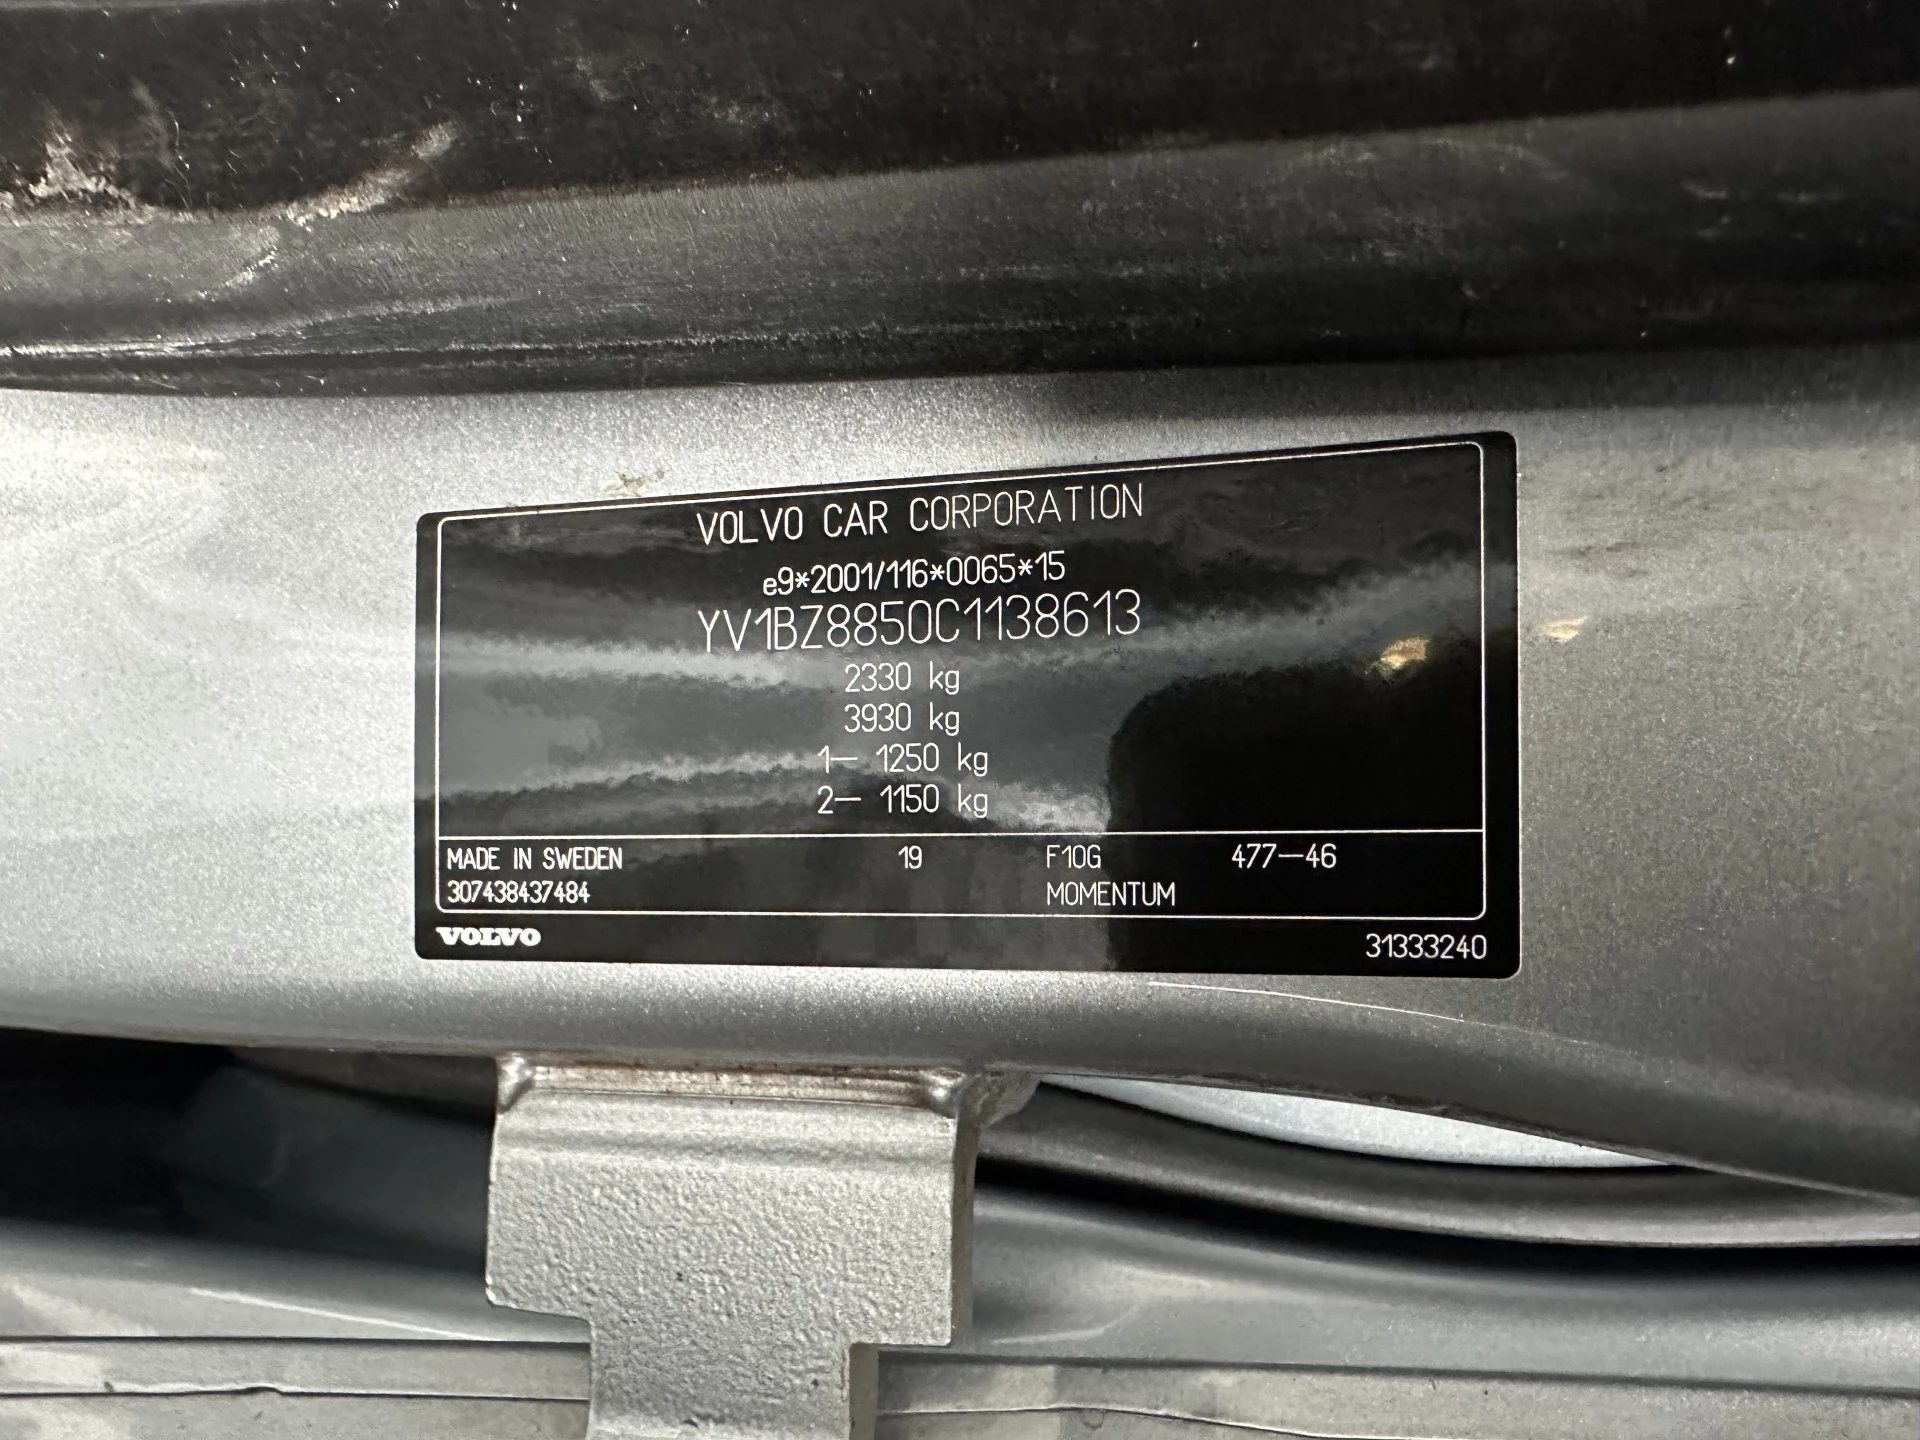 VOLVO CAR CORPORATION
e9*2001/116*0065*15
YV1BZ8850C1138613
2330 kg
3930 kg
1— 1250 kg
2— 1150 kg
MADE IN SWEDEN 19 F10G 477—46
307438437484 MOMENTUM
VOLVO 31333240